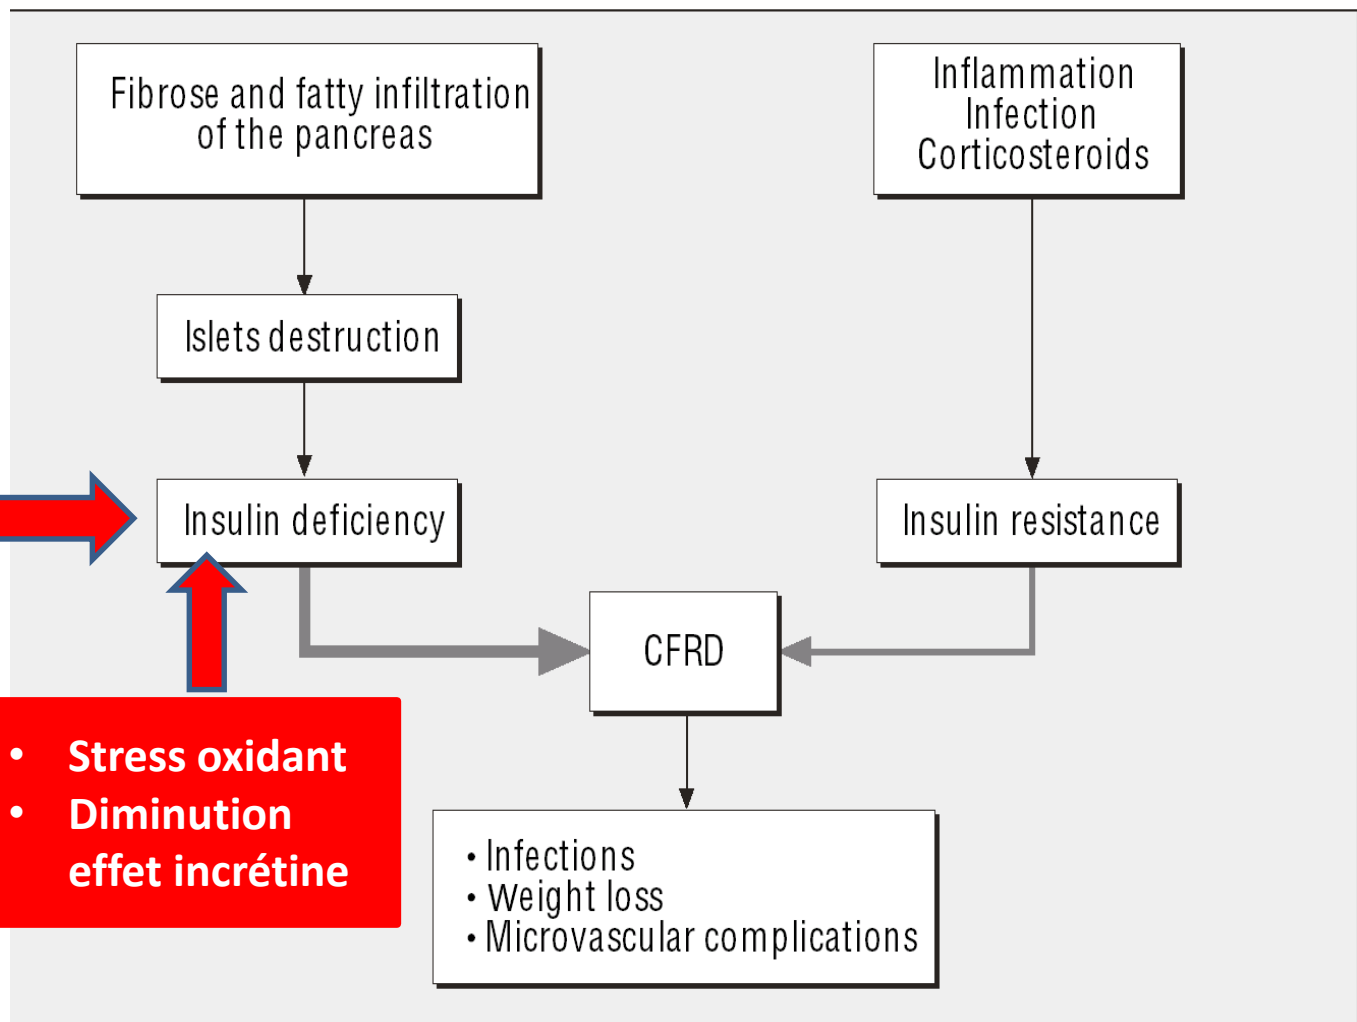 Fibrose and fatty infiltration
of the pancreas
Inflammation
Infection
Corticosteroids
Islets destruction
Insulin deficiency
Insulin resistance
CFRD
• Stress oxidant
• Diminution
effet incrétine
• Infections
• Weight loss
• Microvascular complications